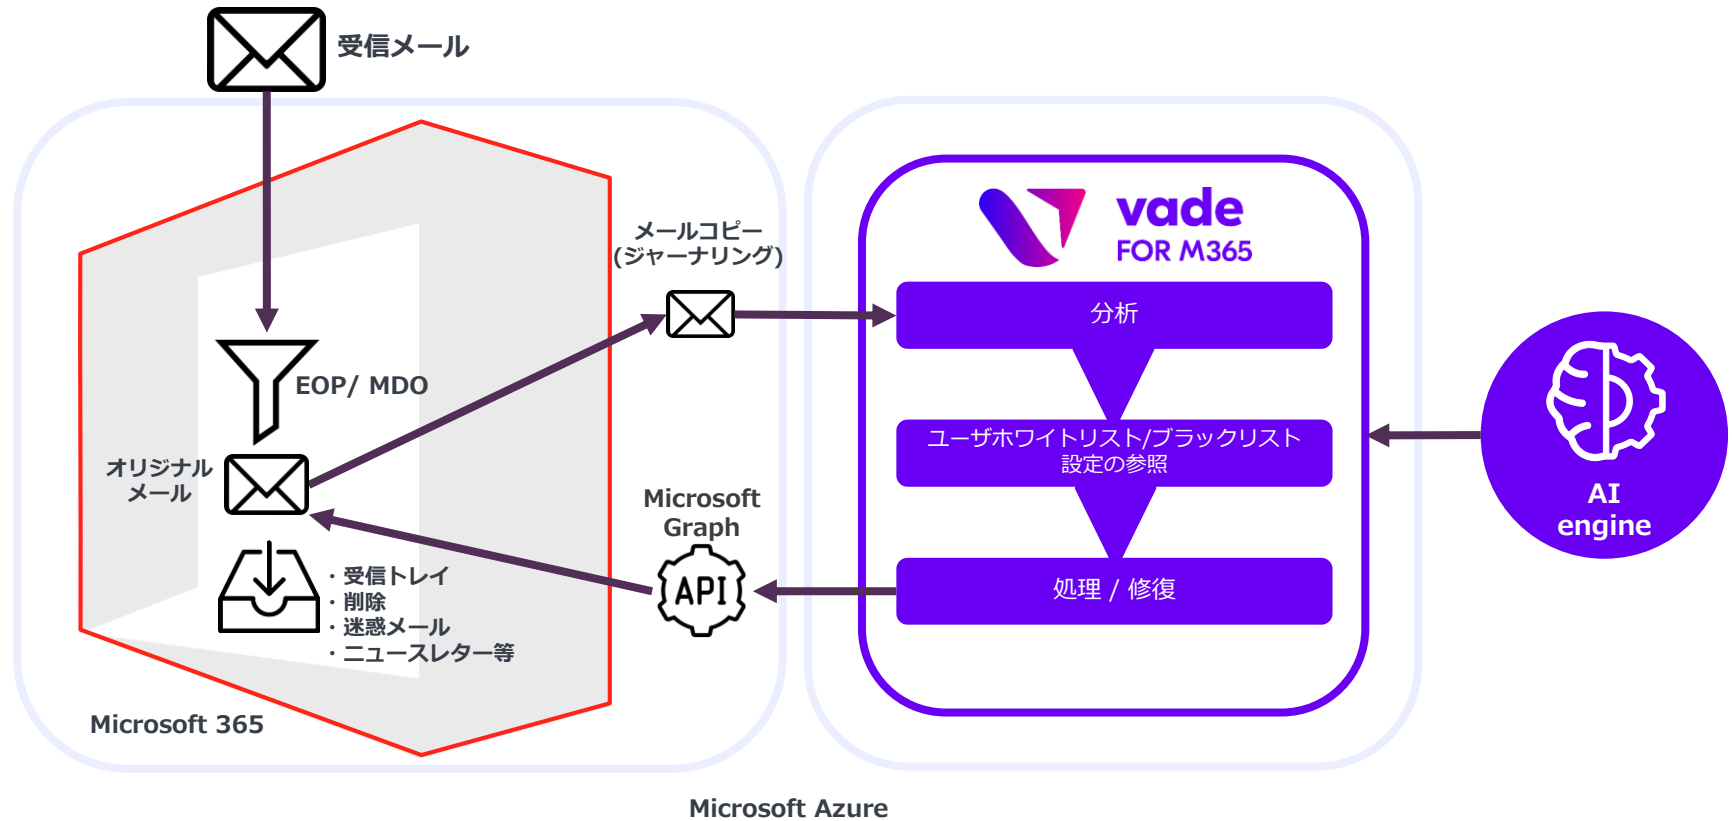 受信メール
メールコピー
(ジャーナリング)
EOP/ MDO
オリジナル
メール
・受信トレイ
・削除
・迷惑メール
・ニュースレター等
Microsoft 365
Microsoft
Graph
API
vade
FOR M365
分析
ユーザホワイトリスト/ブラックリスト
設定の参照
処理 / 修復
AI
engine
Microsoft Azure